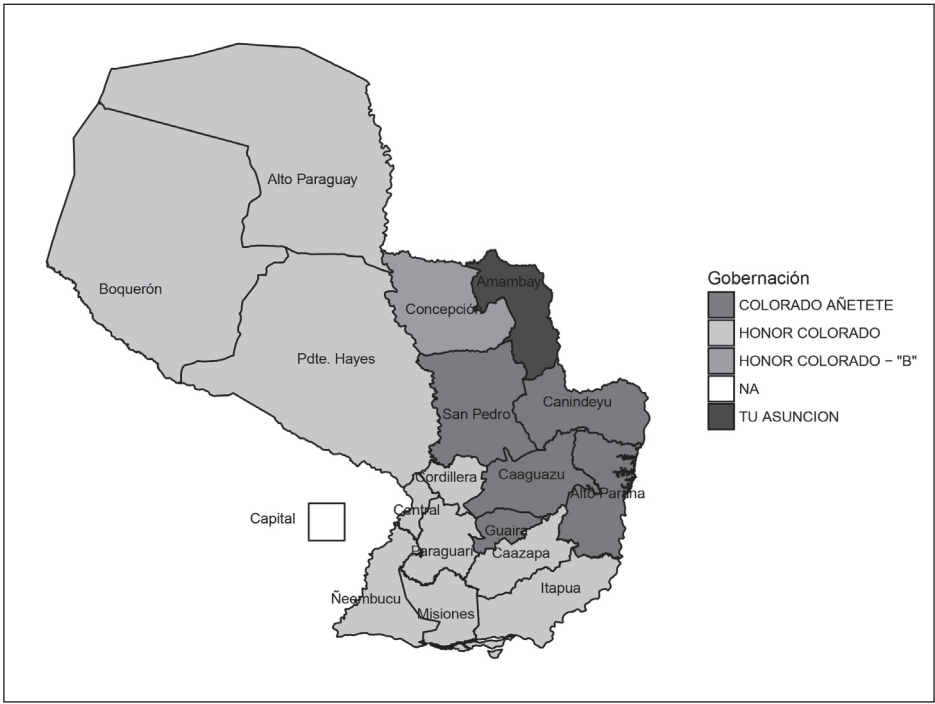 Alto Paraguay
Boquerón
Amambay
Concepción
Pdte. Hayes
Canindeyu
San Pedro
Cordillera
Caaguazu
Alto Parana
Central
Capital
Guaira
Paraguari
Caazapa
Itapua
Ñeembucu
Misiones
Gobernación
COLORADO AÑETETE
HONOR COLORADO
HONOR COLORADO − "B"
NA
TU ASUNCION